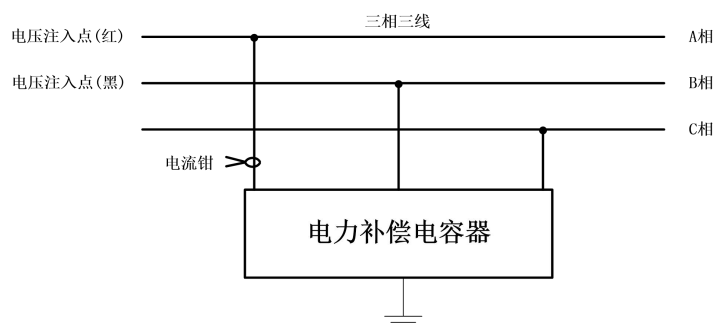 三相三线
电压注入点(红)
A相
电压注入点(黑)
B相
C相
电流钳
电力补偿电容器